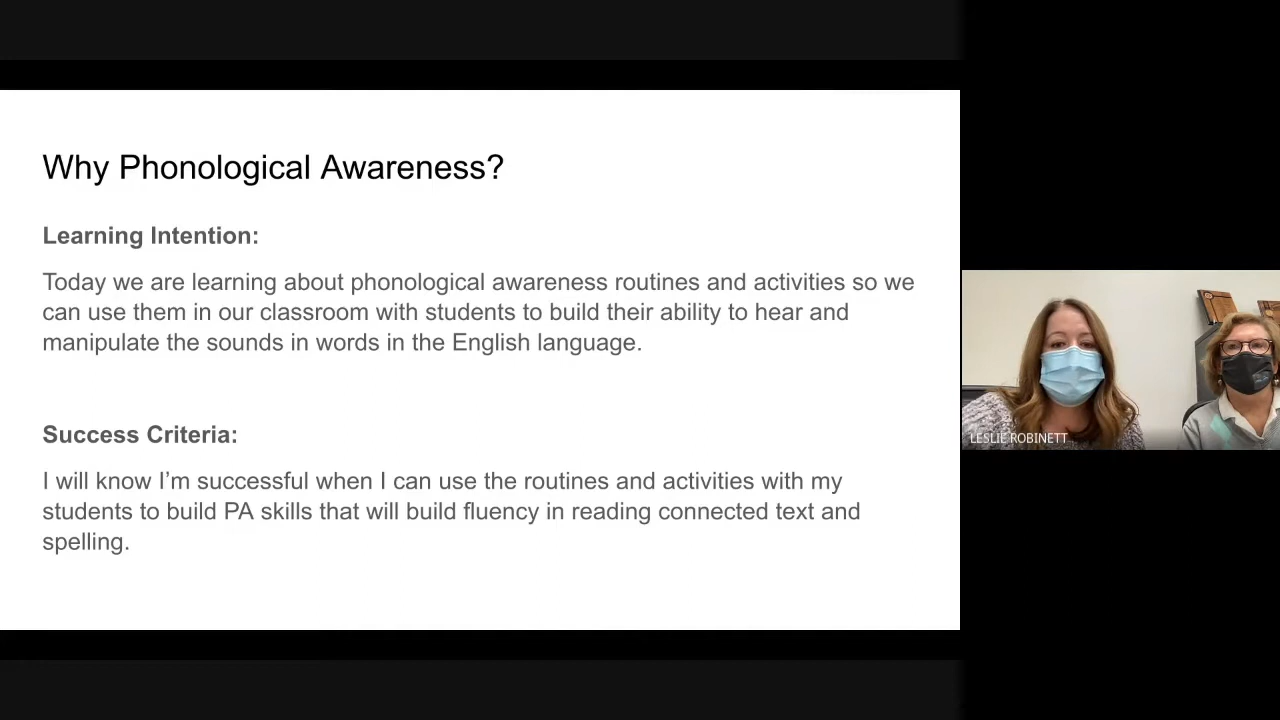 Why Phonological Awareness?
Learning Intention:
Today we are learning about phonological awareness routines and activities so we
can use them in our classroom with students to build their ability to hear and
manipulate the sounds in words in the English language.
Success Criteria:
I will know I’m successful when I can use the routines and activities with my
students to build PA skills that will build fluency in reading connected text and
spelling.
LESLIE ROBINETT